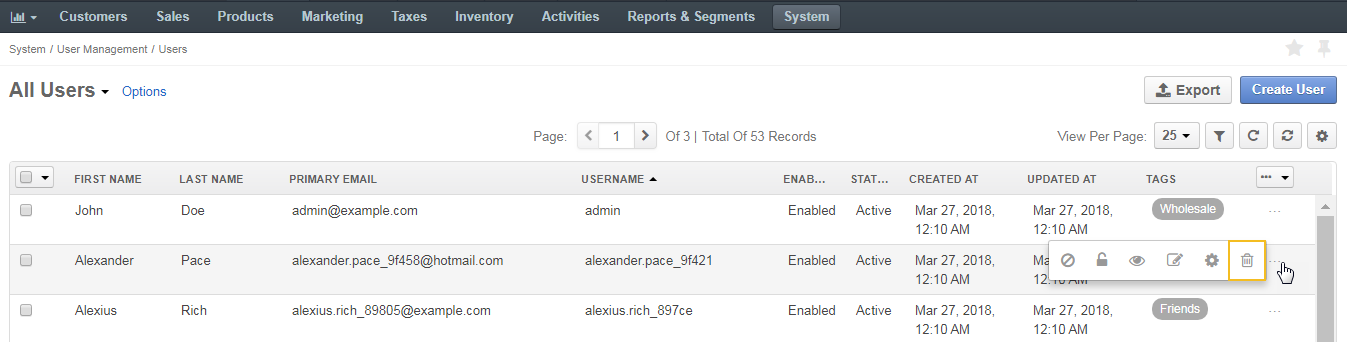 Customers Sales Products Marketing Taxes Inventory Activities Reports & Segments System
System / User Management / Users
All Users Options Export Create User
Page: 1 Of 3 | Total Of 53 Records View Per Page: 25
FIRST NAME LAST NAME PRIMARY EMAIL USERNAME ENAB... STAT... CREATED AT UPDATED AT TAGS ...
John Doe admin@example.com admin Enabled Active Mar 27, 2018, Mar 27, 2018, Wholesale ...
12:10 AM 12:10 AM
Alexander Pace alexander.pace_9f458@hotmail.com alexander.pace_9f421 Enabled Active Mar 27, 2018, ...
12:10 AM 12:10 AM
Alexius Rich alexius.rich_89805@example.com alexius.rich_897ce Enabled Active Mar 27, 2018, Mar 27, 2018, Friends ...
12:10 AM 12:10 AM